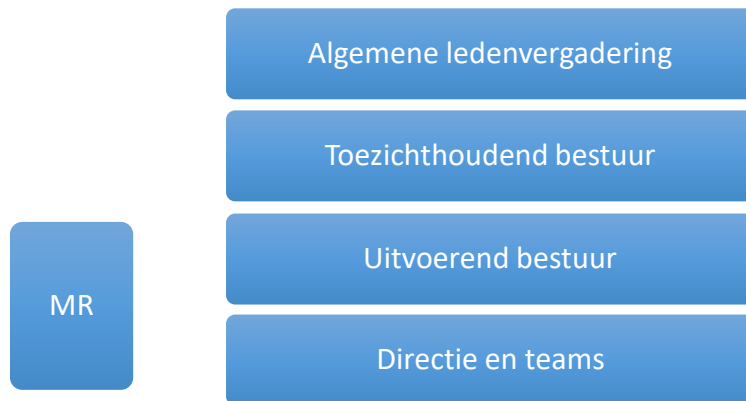 Algemene ledenvergadering
Toezichthoudend bestuur
Uitvoerend bestuur
MR
Directie en teams